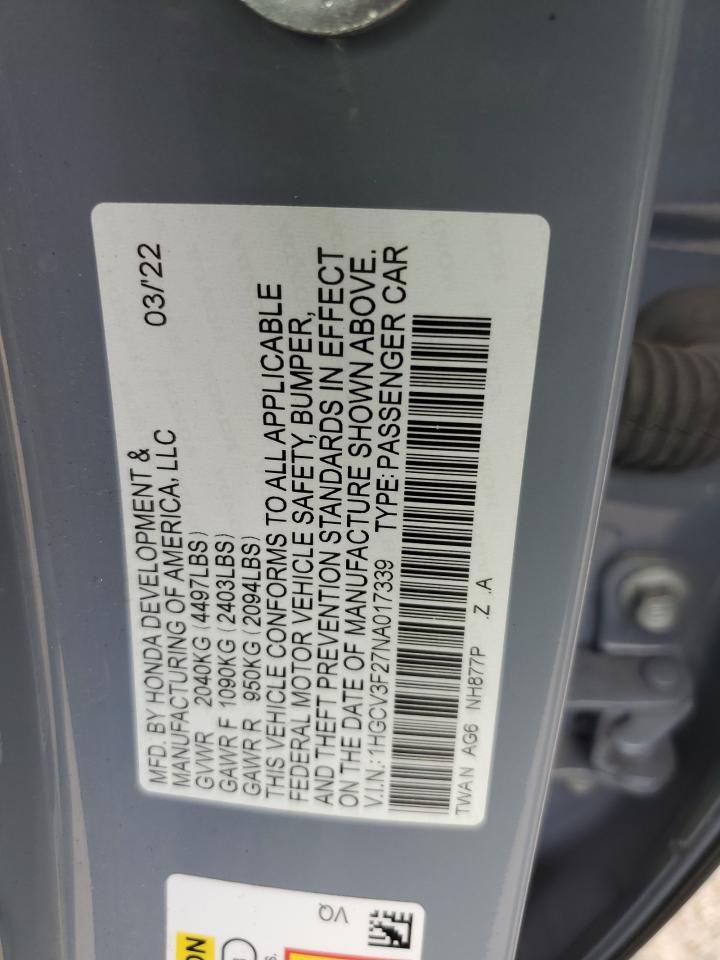 MFD. BY HONDA DEVELOPMENT &
MANUFACTURING OF AMERICA, LLC 03/'22
GVWR 2040KG (4497LBS)
GAWR F 1090KG (2403LBS)
GAWR R 950KG (2094LBS)
THIS VEHICLE CONFORMS TO ALL APPLICABLE
FEDERAL MOTOR VEHICLE SAFETY, BUMPER,
AND THEFT PREVENTION STANDARDS IN EFFECT
ON THE DATE OF MANUFACTURE SHOWN ABOVE.
V.I.N.: 1HGCV3F27NA017339 TYPE: PASSENGER CAR
TWAN AG6 NH877P .Z .A
VQ